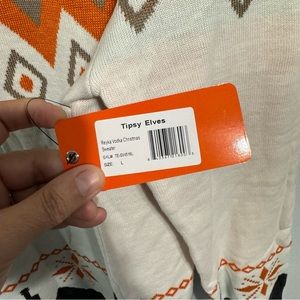 Tipsy Elves
Reyka Vodka Christmas
Sweater
SIZE: L